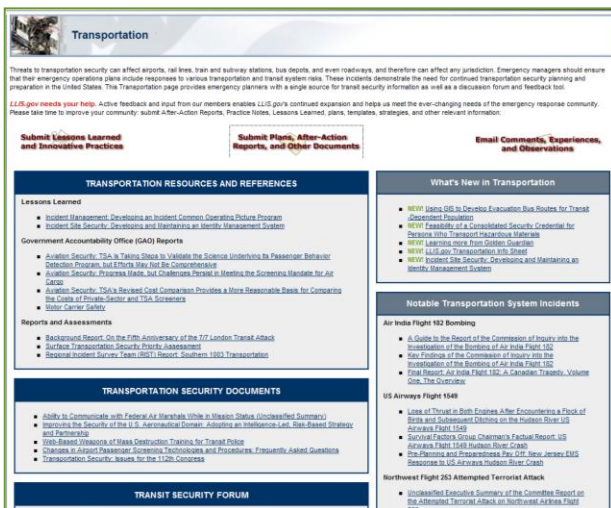 Transportation
Threats to transportation security can affect airports, rail lines, train and subway stations, bus depots, and even roadways, and therefore can affect any jurisdiction. Emergency managers should ensure
that their emergency operations plans include responses to various transportation and transit system risks. These incidents demonstrate the need for continued transportation security planning and
preparation in the United States. This Transportation page provides emergency planners with a single source for transit security information as well as a discussion forum and feedback tool.
LLIS.gov needs your help. Active feedback and input from our members enables LLIS.gov's continued expansion and helps us meet the ever-changing needs of the emergency response community.
Please take time to improve your community: submit After-Action Reports, Practice Notes, Lessons Learned, plans, templates, strategies, and other relevant information:
Submit Lessons Learned
and Innovative Practices
Submit Plans, After-Action
Reports, and Other Documents
Email Comments, Experiences,
and Observations
TRANSPORTATION RESOURCES AND REFERENCES
Lessons Learned
Incident Management: Developing an Incident Common Operating Picture Program
Incident Site Security: Developing and Maintaining an Identity Management System
Government Accountability Office (GAO) Reports
Aviation Security: TSA Is Taking Steps to Validate the Science Underlying Its Passenger Behavior
Detection Program, but Efforts May Not Be Comprehensive
Aviation Security: Progress Made, but Challenges Persist in Meeting the Screening Mandate for Air
Cargo
Aviation Security: TSA's Revised Cost Comparison Provides a More Reasonable Basis for Comparing
the Costs of Private-Sector and TSA Screeners
Motor Carrier Safety
Reports and Assessments
Background Report: On the Fifth Anniversary of the 7/7 London Transit Attack
Surface Transportation Security Priority Assessment
Regional Incident Survey Team (RIST) Report: Southern 1003 Transportation
TRANSPORTATION SECURITY DOCUMENTS
Ability to Communicate with Federal Air Marshals While in Mission Status (Unclassified Summary)
Improving the Security of the U.S. Aeronautical Domain: Adopting an Intelligence-Led, Risk-Based Strategy
and Partnership
Web-Based Weapons of Mass Destruction Training for Transit Police
Changes in Airport Passenger Screening Technologies and Procedures: Frequently Asked Questions
Transportation Security: Issues for the 112th Congress
TRANSIT SECURITY FORUM
What's New in Transportation
NEW! Using GIS to Develop Evacuation Bus Routes for Transit
-Dependent Population
NEW! Feasibility of a Consolidated Security Credential for
Persons Who Transport Hazardous Materials
NEW! Learning more from Golden Guardian
NEW! LLIS.gov Transportation Info Sheet
NEW! Incident Site Security: Developing and Maintaining an
Identity Management System
Notable Transportation System Incidents
Air India Flight 182 Bombing
A Guide to the Report of the Commission of Inquiry into the
Investigation of the Bombing of Air India Flight 182
Key Findings of the Commission of Inquiry into the
Investigation of the Bombing of Air India Flight 182
Final Report: Air India Flight 182: A Canadian Tragedy, Volume
One, The Overview
US Airways Flight 1549
Loss of Thrust in Both Engines After Encountering a Flock of
Birds and Subsequent Ditching on the Hudson River US
Airways Flight 1549
Survival Factors Group Chairman's Factual Report: US
Airways Flight 1549 Hudson River Crash
Pre-Planning and Preparedness Pay Off: New Jersey EMS
Response to US Airways Hudson River Crash
Northwest Flight 253 Attempted Terrorist Attack
Unclassified Executive Summary of the Committee Report on
the Attempted Terrorist Attack on Northwest Airlines Flight